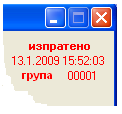 изпратено
13.1.2009 15:52:03
група 00001